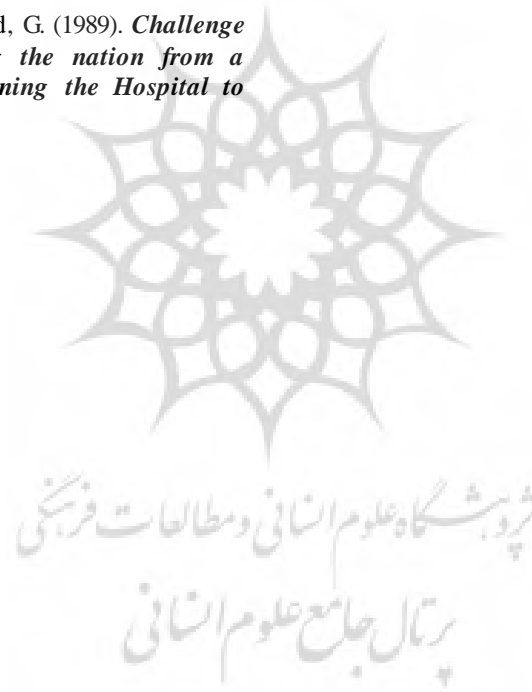 d, G. (1989). Challenge
the nation from a
ning the Hospital to
پژوهشگاه علوم انسانی و مطالعات فرهنگی
پرتال جامع علوم انسانی